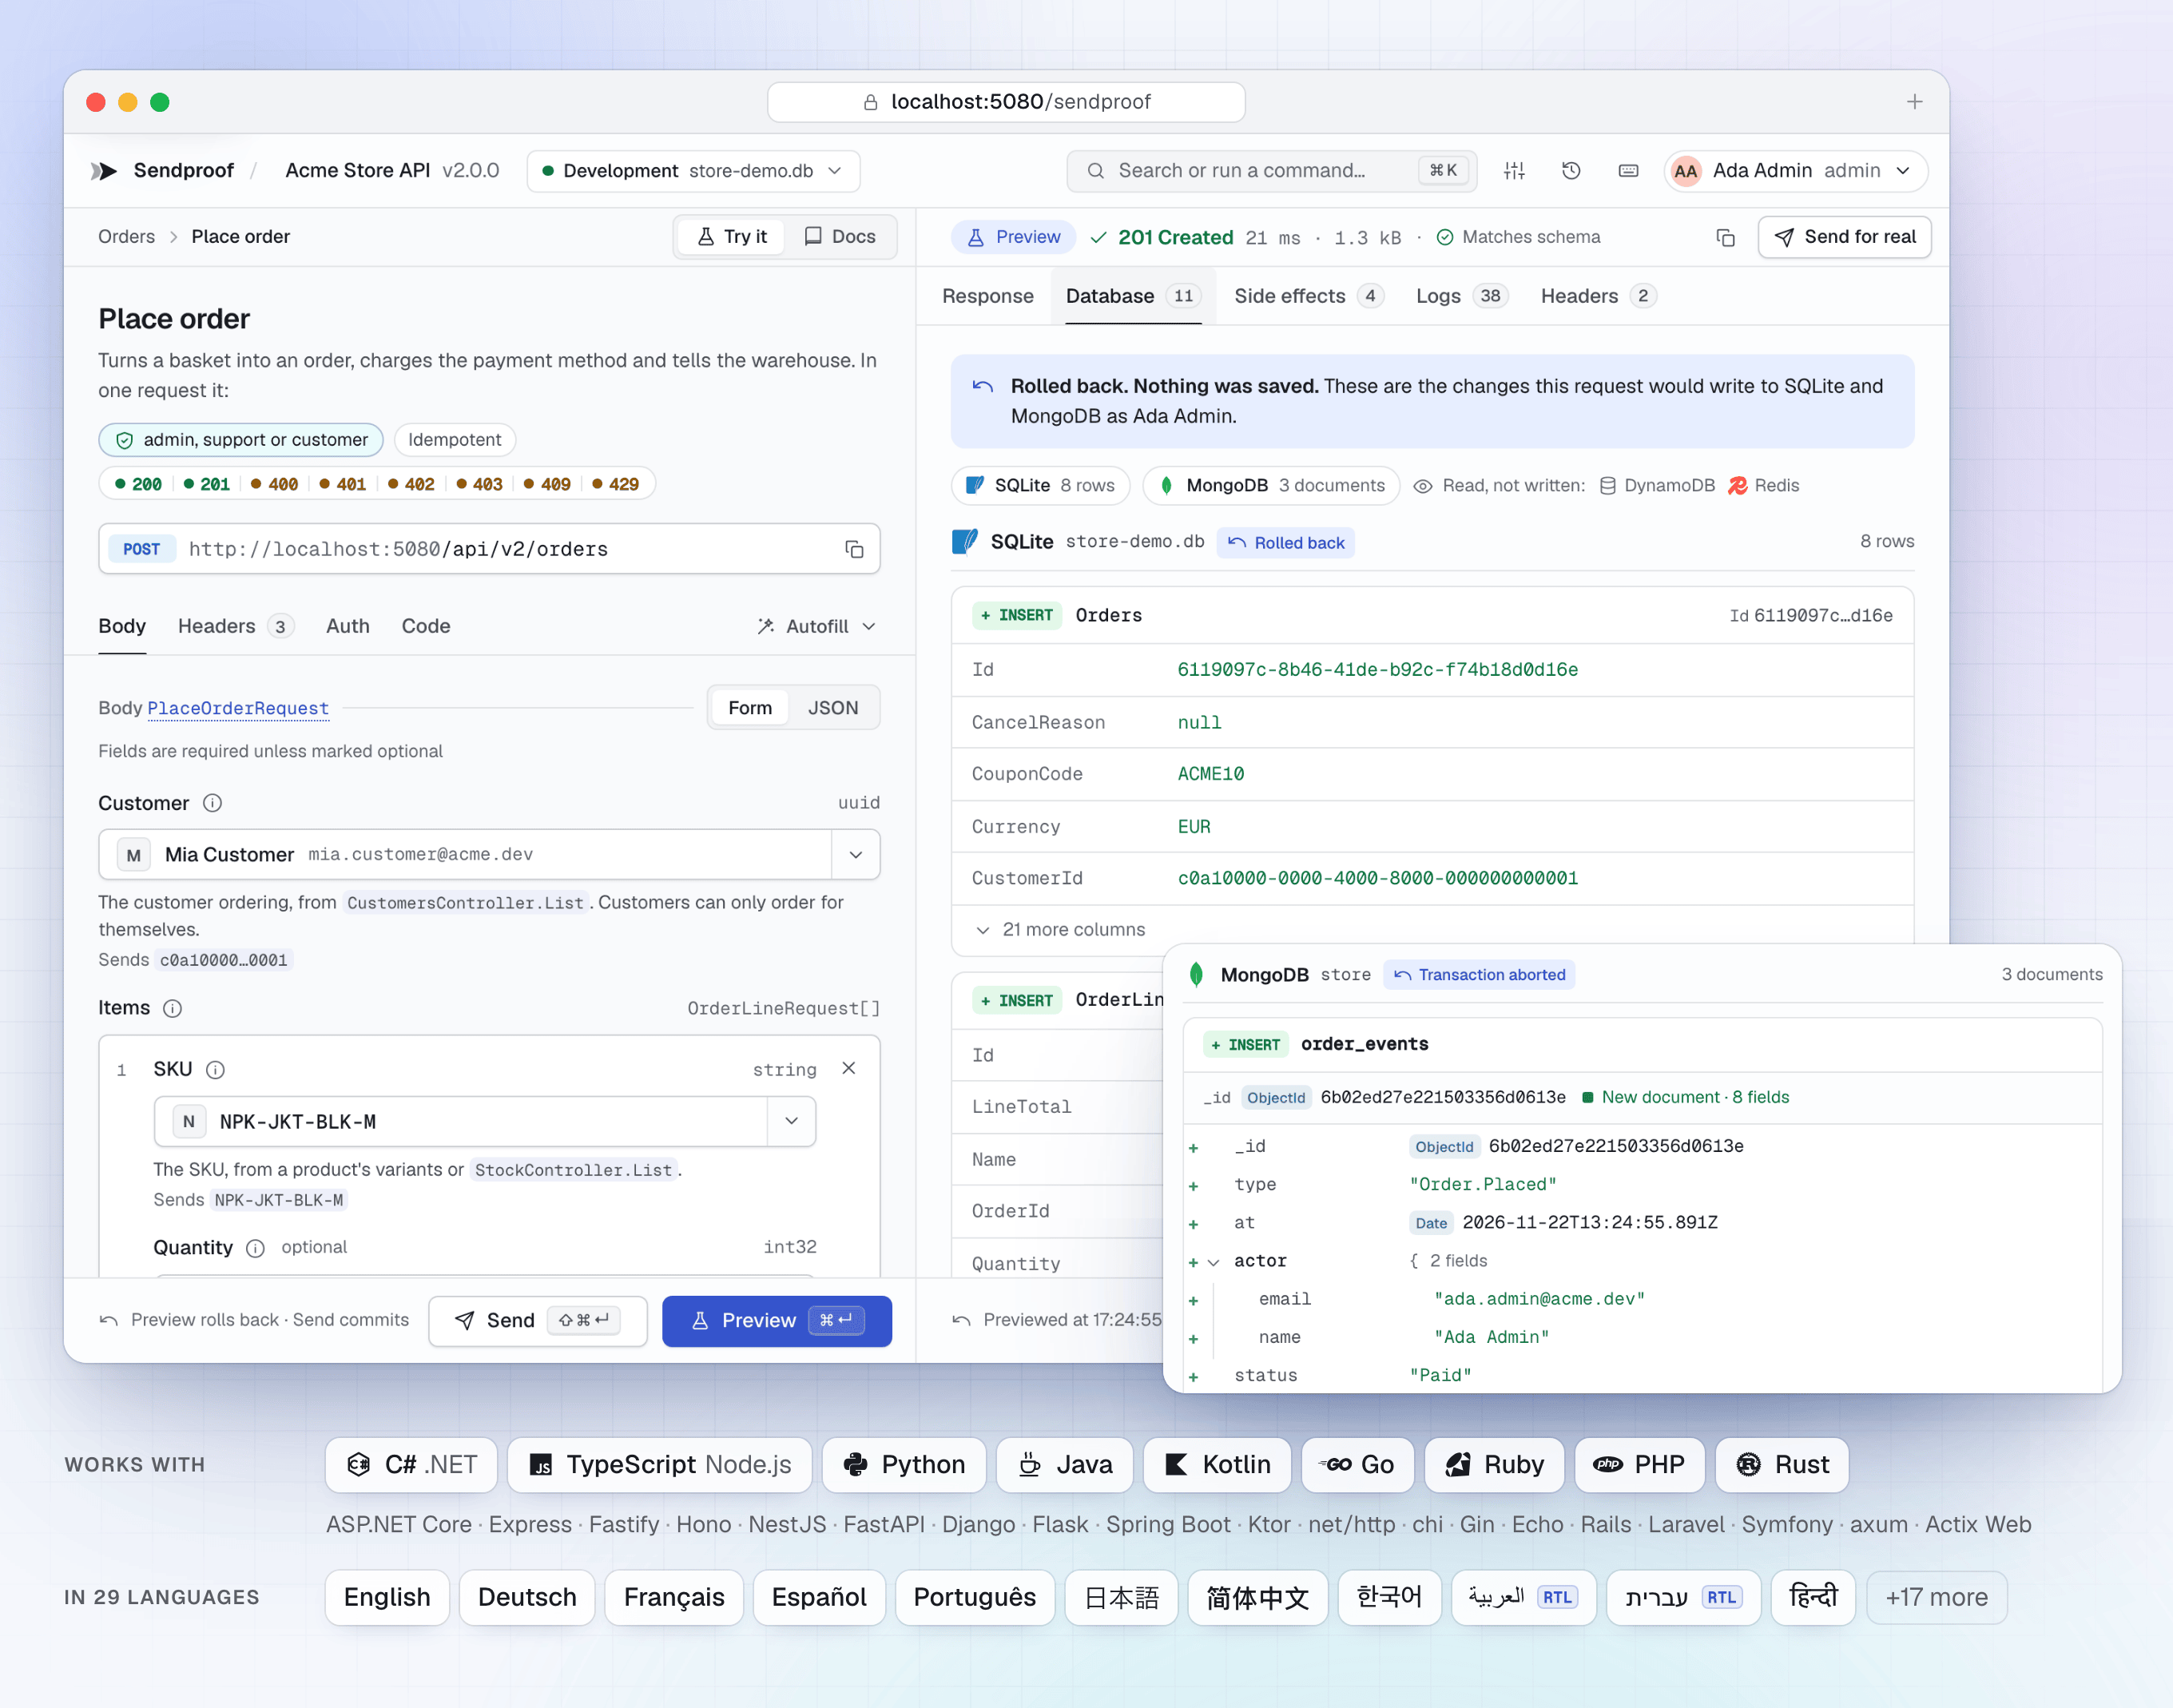 localhost:5080/sendproof
Sendproof / Acme Store API v2.0.0 Development store-demo.db Search or run a command... ⌘K AA Ada Admin admin
Orders > Place order Try it Docs
Place order
Turns a basket into an order, charges the payment method and tells the warehouse. In
one request it:
admin, support or customer Idempotent
200 201 400 401 402 403 409 429
POST http://localhost:5080/api/v2/orders
Body Headers 3 Auth Code Autofill
Body PlaceOrderRequest Form JSON
Fields are required unless marked optional
Customer uuid
M Mia Customer mia.customer@acme.dev
The customer ordering, from CustomersController.List. Customers can only order for
themselves.
Sends c0a10000…0001
Items OrderLineRequest[]
1 SKU string
N NPK-JKT-BLK-M
The SKU, from a product's variants or StockController.List.
Sends NPK-JKT-BLK-M
Quantity optional int32
Preview rolls back · Send commits Send ⇧⌘↵ Preview ⌘↵
Preview 201 Created 21 ms · 1.3 kB · Matches schema Send for real
Response Database 11 Side effects 4 Logs 38 Headers 2
Rolled back. Nothing was saved. These are the changes this request would write to SQLite and
MongoDB as Ada Admin.
SQLite 8 rows MongoDB 3 documents Read, not written: DynamoDB Redis
SQLite store-demo.db Rolled back 8 rows
+ INSERT Orders Id 6119097c…d16e
Id 6119097c-8b46-41de-b92c-f74b18d0d16e
CancelReason null
CouponCode ACME10
Currency EUR
CustomerId c0a10000-0000-4000-8000-000000000001
21 more columns
+ INSERT OrderLin
Id
LineTotal
Name
OrderId
Quantity
Previewed at 17:24:55
MongoDB store Transaction aborted 3 documents
+ INSERT order_events
_id ObjectId 6b02ed27e221503356d0613e New document · 8 fields
+ _id ObjectId 6b02ed27e221503356d0613e
+ type "Order.Placed"
+ at Date 2026-11-22T13:24:55.891Z
+ actor { 2 fields
+ email "ada.admin@acme.dev"
+ name "Ada Admin"
+ status "Paid"
WORKS WITH C# C# .NET JS TypeScript Node.js Python Java Kotlin GO Go Ruby php PHP Rust
ASP.NET Core · Express · Fastify · Hono · NestJS · FastAPI · Django · Flask · Spring Boot · Ktor · net/http · chi · Gin · Echo · Rails · Laravel · Symfony · axum · Actix Web
IN 29 LANGUAGES English Deutsch Français Español Português 日本語 简体中文 한국어 العربية RTL עברית RTL हिन्दी +17 more